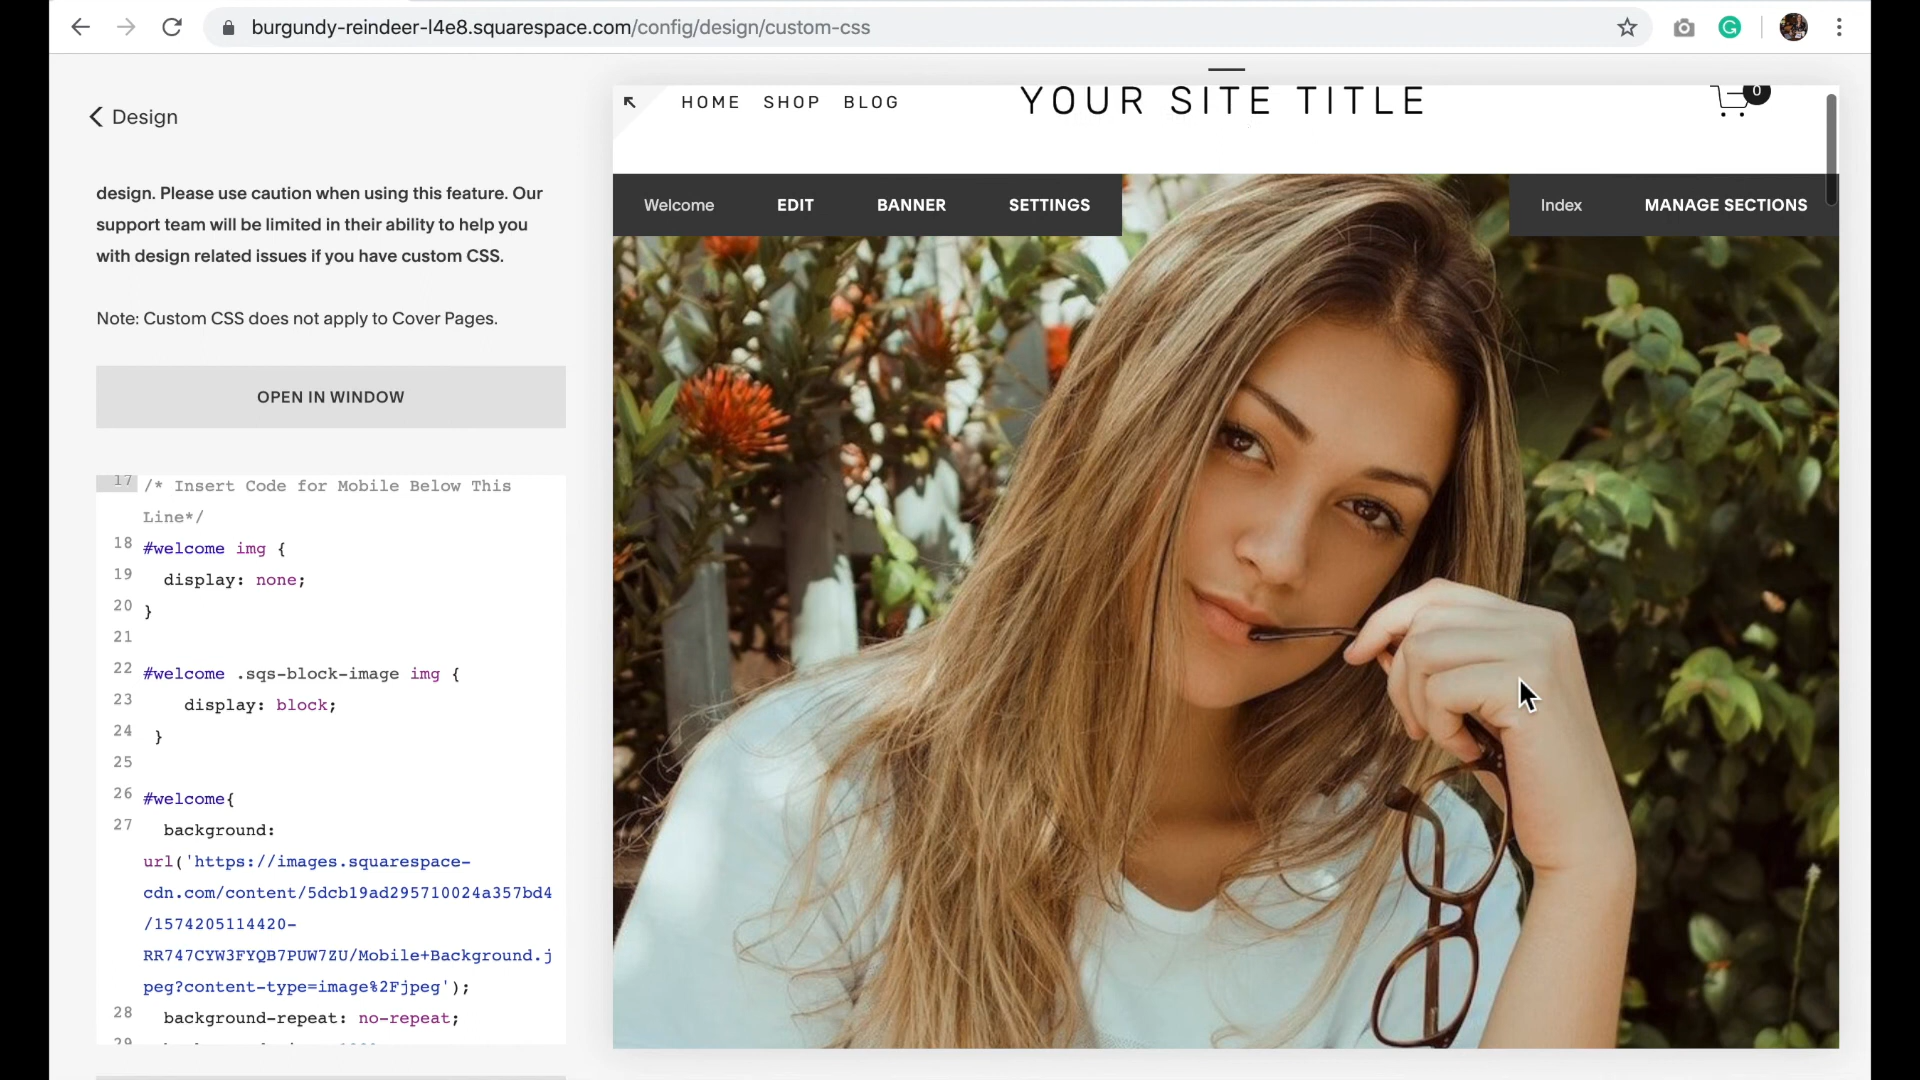 burgundy-reindeer-l4e8.squarespace.com/config/design/custom-css
Design
design. Please use caution when using this feature. Our
support team will be limited in their ability to help you
with design related issues if you have custom CSS.
Note: Custom CSS does not apply to Cover Pages.
OPEN IN WINDOW
17 /* Insert Code for Mobile Below This
Line*/
18 #welcome img {
19 display: none;
20 }
21
22 #welcome .sqs-block-image img {
23 display: block;
24 }
25
26 #welcome{
27 background:
url('https://images.squarespace-
cdn.com/content/5dcb19ad295710024a357bd4
/1574205114420-
RR747CYW3FYQB7PUW7ZU/Mobile+Background.j
peg?content-type=image%2Fjpeg');
28 background-repeat: no-repeat;
29
HOME SHOP BLOG
YOUR SITE TITLE
0
Welcome EDIT BANNER SETTINGS
Index MANAGE SECTIONS